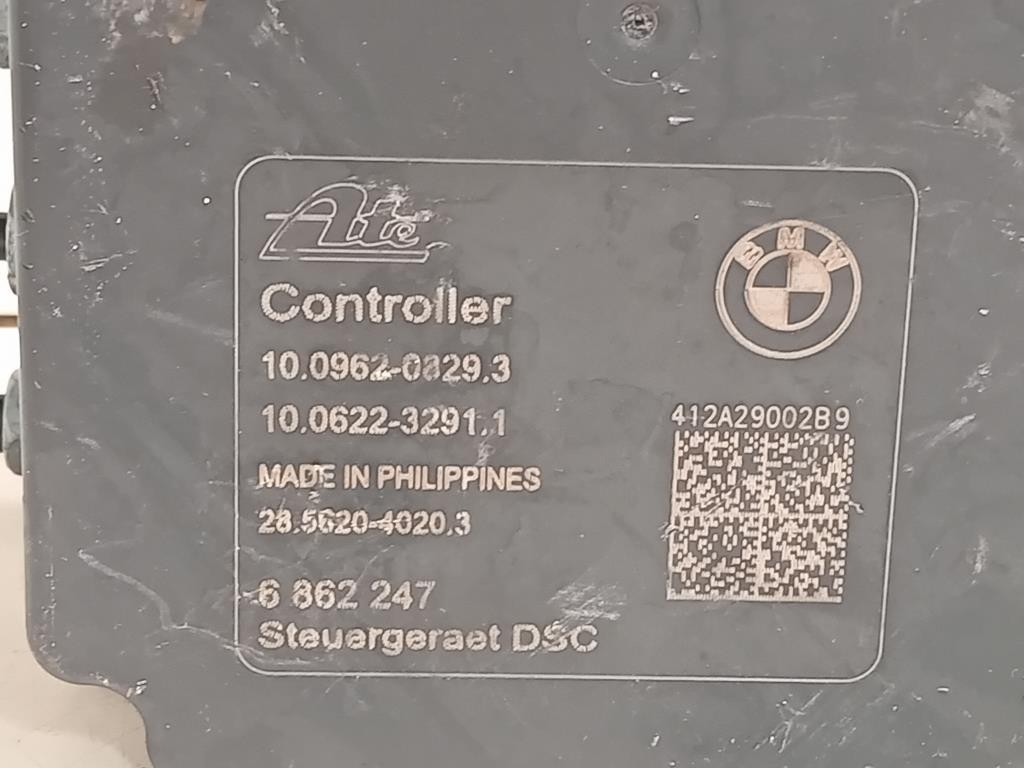 Ate
Controller
10.0962-0829.3
10.0622-3291.1
MADE IN PHILIPPINES
28.5620-4020.3
6 862 247
Steuergeraet DSC
BMW
412A29002B9